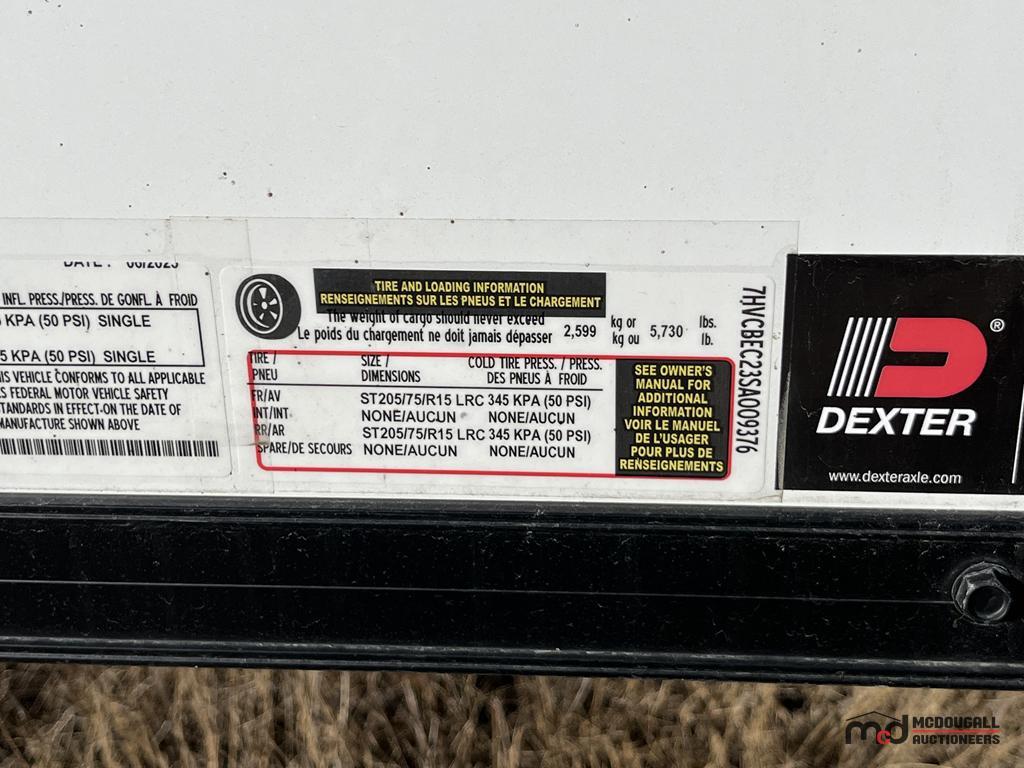 INFL. PRESS./PRESS. DE GONFL. À FROID
KPA (50 PSI) SINGLE
5 KPA (50 PSI) SINGLE
VEHICLE CONFORMS TO ALL APPLICABLE
FEDERAL MOTOR VEHICLE SAFETY
STANDARDS IN EFFECT ON THE DATE OF
MANUFACTURE SHOWN ABOVE
TIRE AND LOADING INFORMATION
RENSEIGNEMENTS SUR LES PNEUS ET LE CHARGEMENT
The weight of cargo should never exceed
Le poids du chargement ne doit jamais dépasser
2,599 kg or 5,730 lbs.
kg ou lb.
TIRE / SIZE / COLD TIRE PRESS. / PRESS.
PNEU DIMENSIONS DES PNEUS À FROID
FR/AV ST205/75/R15 LRC 345 KPA (50 PSI)
INT/INT NONE/AUCUN NONE/AUCUN
RR/AR ST205/75/R15 LRC 345 KPA (50 PSI)
SPARE/DE SECOURS NONE/AUCUN NONE/AUCUN
SEE OWNER'S
MANUAL FOR
ADDITIONAL
INFORMATION
VOIR LE MANUEL
DE L'USAGER
POUR PLUS DE
RENSEIGNEMENTS
7HVCBEC23SA009376
®
DEXTER
www.dexteraxle.com
mcd MCDOUGALL
AUCTIONEERS